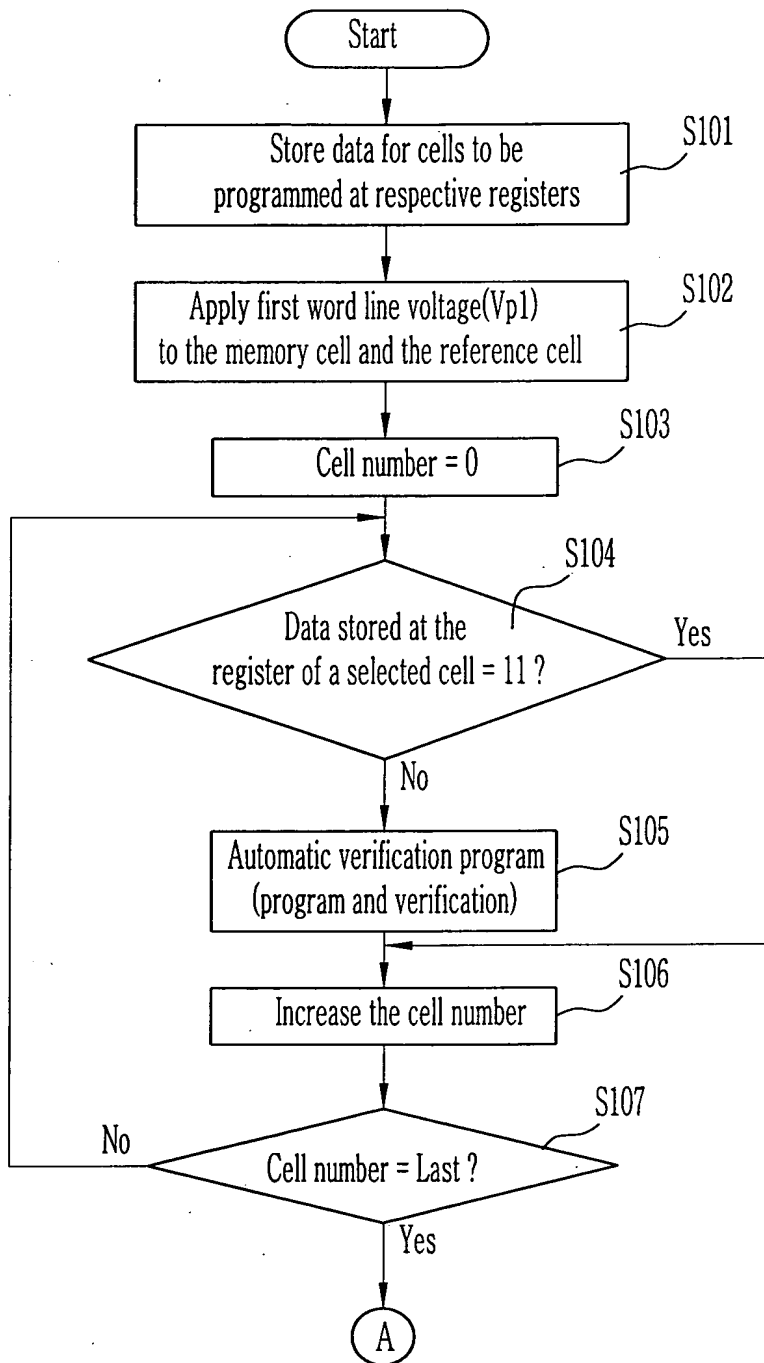 Start
Store data for cells to be
programmed at respective registers
S101
Apply first word line voltage(Vp1)
to the memory cell and the reference cell
S102
Cell number = 0
S103
S104
Data stored at the
register of a selected cell = 11 ?
Yes
No
Automatic verification program
(program and verification)
S105
Increase the cell number
S106
S107
No
Cell number = Last ?
Yes
A